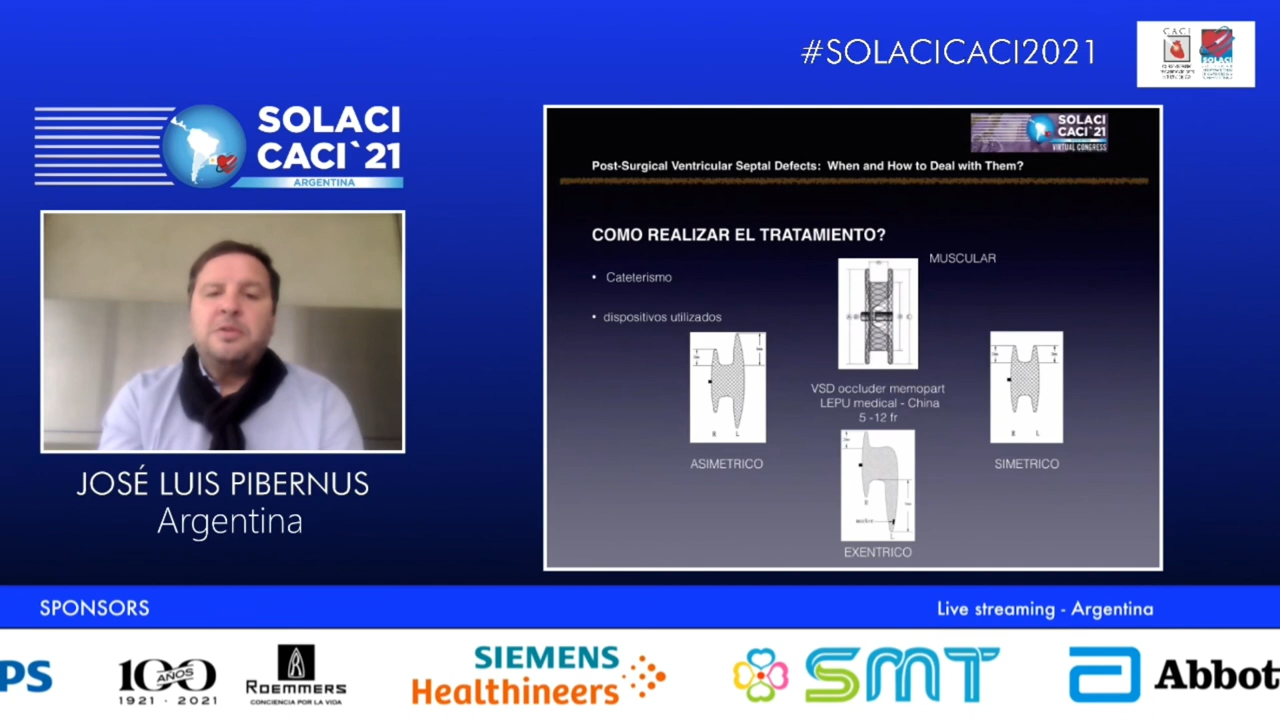 #SOLACICACI2021
CACI
SOLACI
SOLACI
CACI`21
ARGENTINA
JOSÉ LUIS PIBERNUS
Argentina
SOLACI
CACI`21
VIRTUAL CONGRESS
Post-Surgical Ventricular Septal Defects: When and How to Deal with Them?
COMO REALIZAR EL TRATAMIENTO?
• Cateterismo
• dispositivos utilizados
MUSCULAR
VSD occluder memopart
LEPU medical - China
5 -12 fr
R L
ASIMETRICO
R L
SIMETRICO
R
L
EXENTRICO
SPONSORS
Live streaming - Argentina
PS
100
AÑOS
1921 - 2021
ROEMMERS
CONCIENCIA POR LA VIDA
SIEMENS
Healthineers
SMT
Abbot